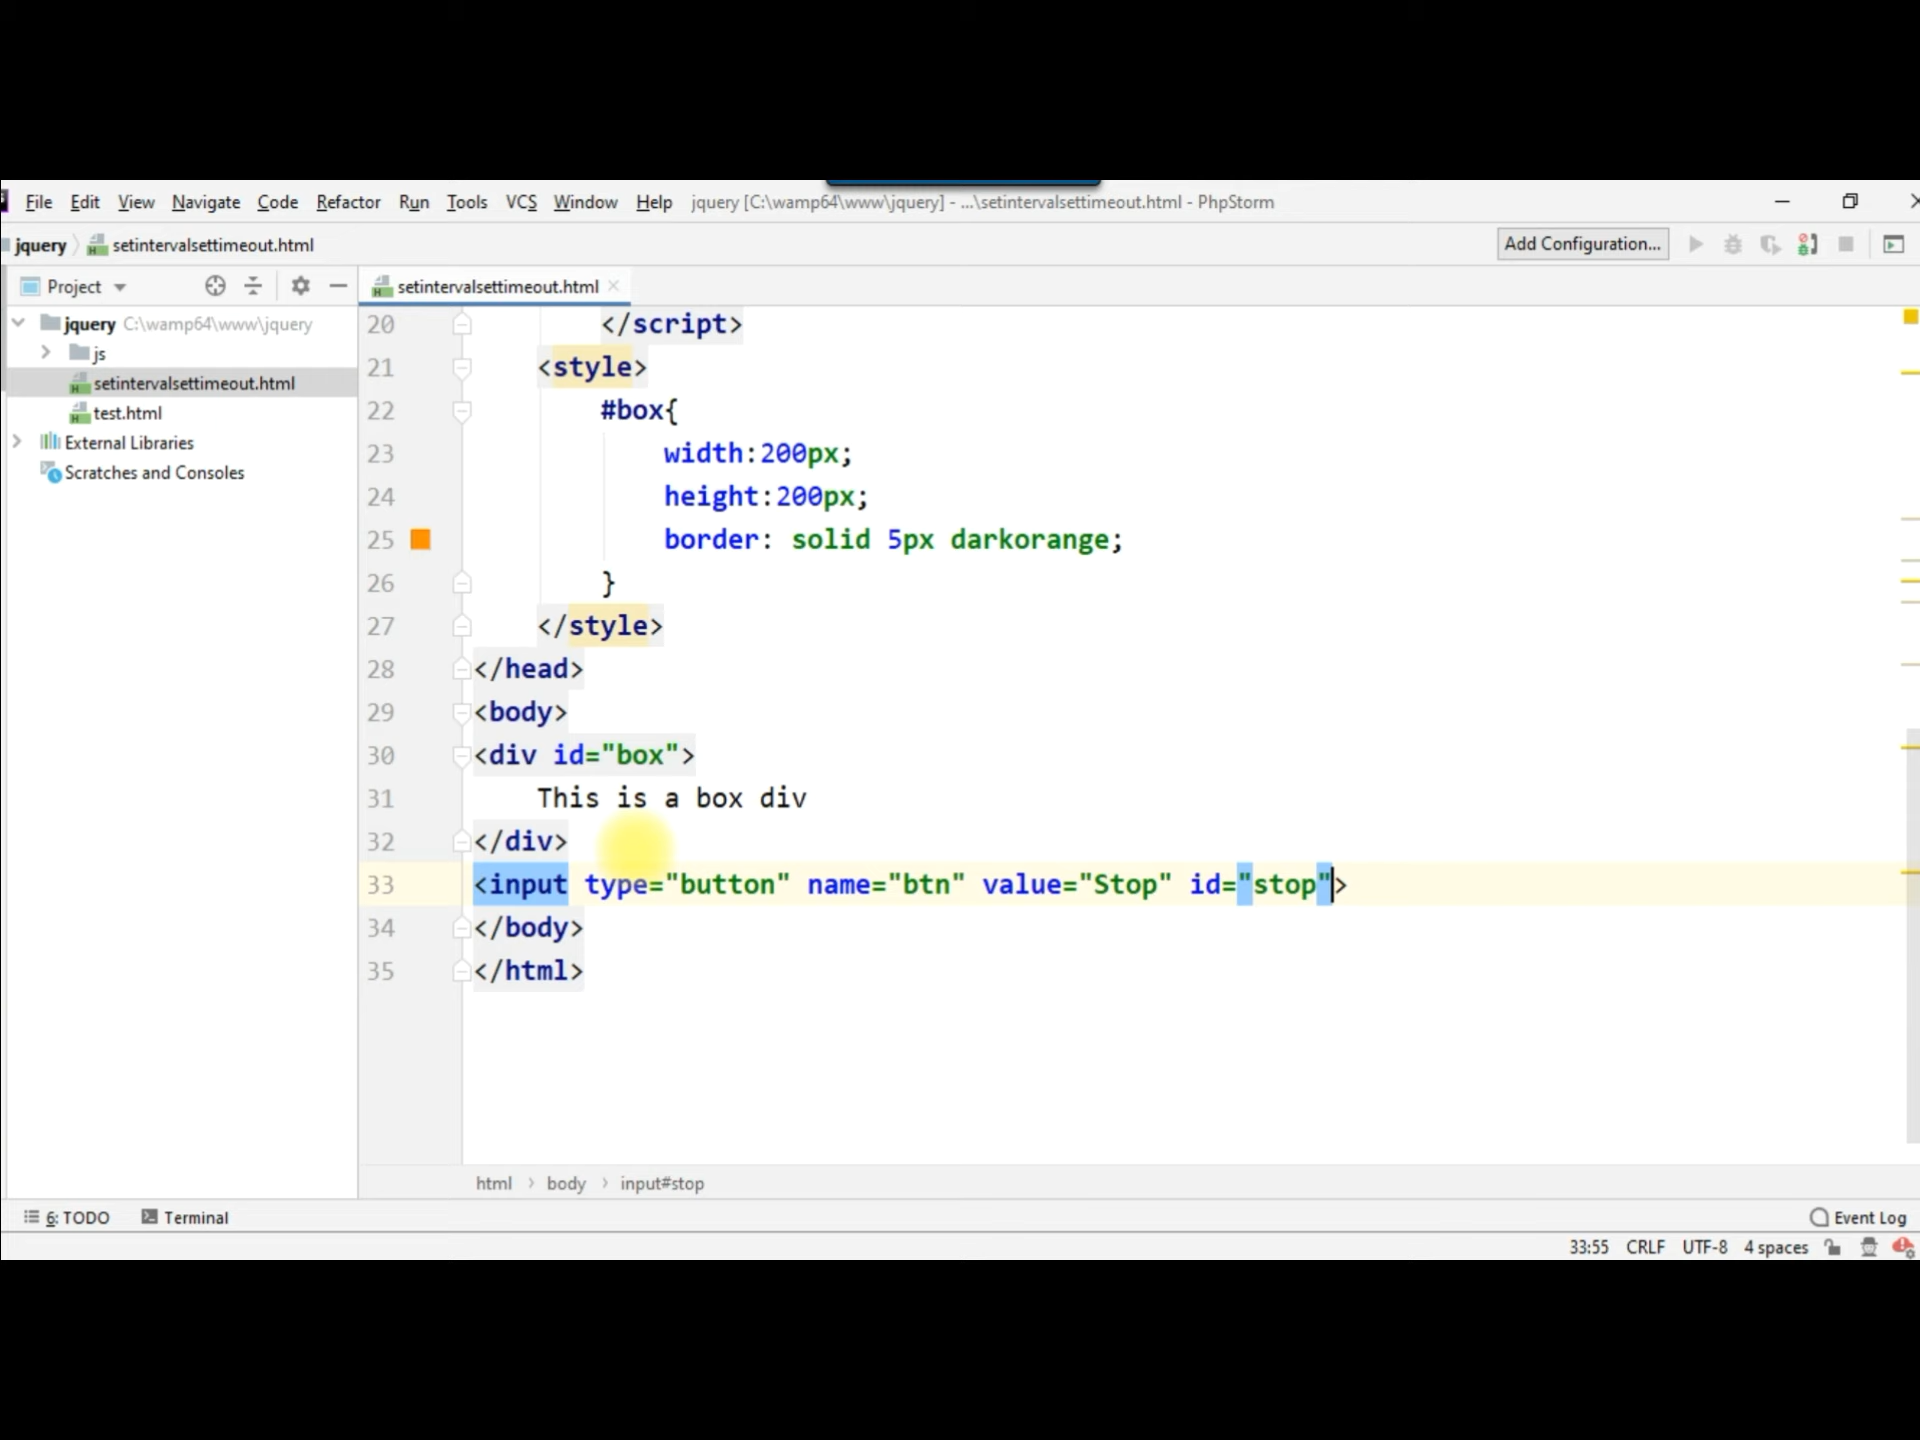 File Edit View Navigate Code Refactor Run Tools VCS Window Help jquery [C:\wamp64\www\jquery] - ...\setintervalsettimeout.html - PhpStorm
jquery setintervalsettimeout.html Add Configuration...
Project setintervalsettimeout.html
jquery C:\wamp64\www\jquery
js
setintervalsettimeout.html
test.html
External Libraries
Scratches and Consoles
20 </script>
21 <style>
22 #box{
23 width:200px;
24 height:200px;
25 border: solid 5px darkorange;
26 }
27 </style>
28 </head>
29 <body>
30 <div id="box">
31 This is a box div
32 </div>
33 <input type="button" name="btn" value="Stop" id="stop">
34 </body>
35 </html>
html › body › input#stop
6: TODO Terminal Event Log
33:55 CRLF UTF-8 4 spaces